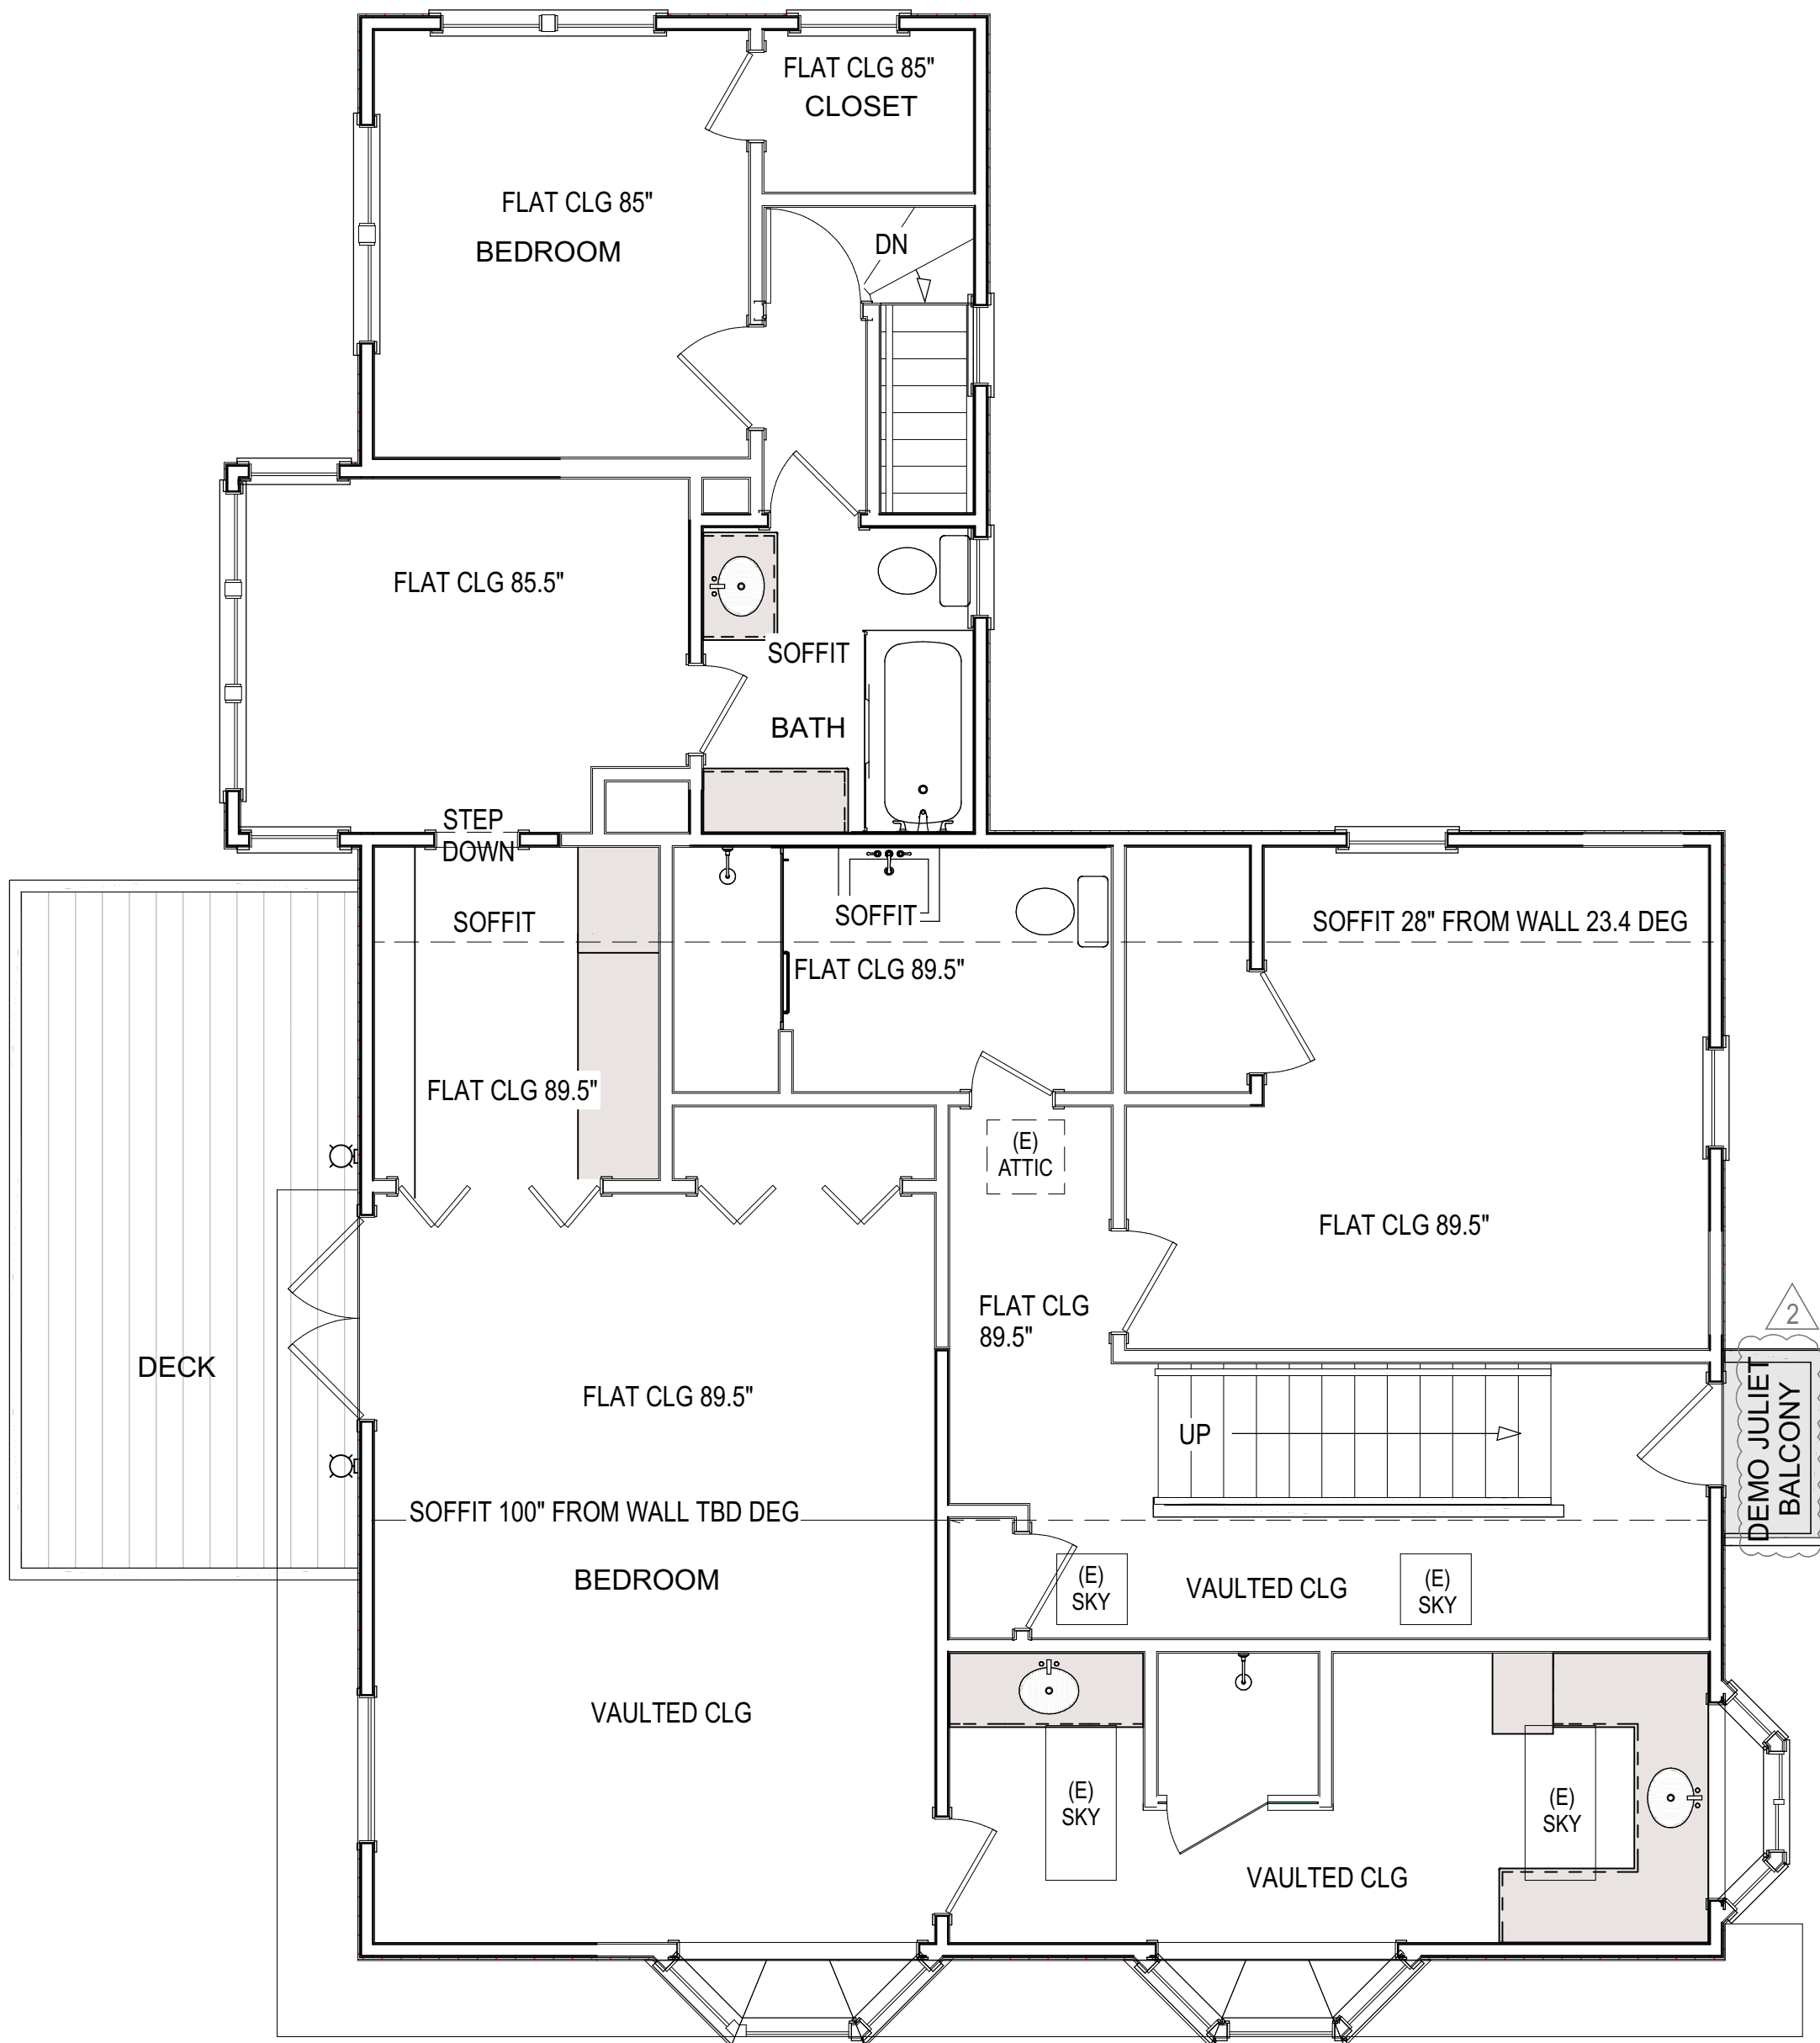 FLAT CLG 85"
CLOSET
FLAT CLG 85"
BEDROOM
DN
FLAT CLG 85.5"
SOFFIT
BATH
STEP
DOWN
SOFFIT
SOFFIT
SOFFIT 28" FROM WALL 23.4 DEG
FLAT CLG 89.5"
FLAT CLG 89.5"
(E)
ATTIC
FLAT CLG 89.5"
FLAT CLG
89.5"
2
DEMO JULIET
BALCONY
DECK
FLAT CLG 89.5"
UP
SOFFIT 100" FROM WALL TBD DEG
BEDROOM
(E)
SKY
VAULTED CLG
(E)
SKY
VAULTED CLG
(E)
SKY
(E)
SKY
VAULTED CLG